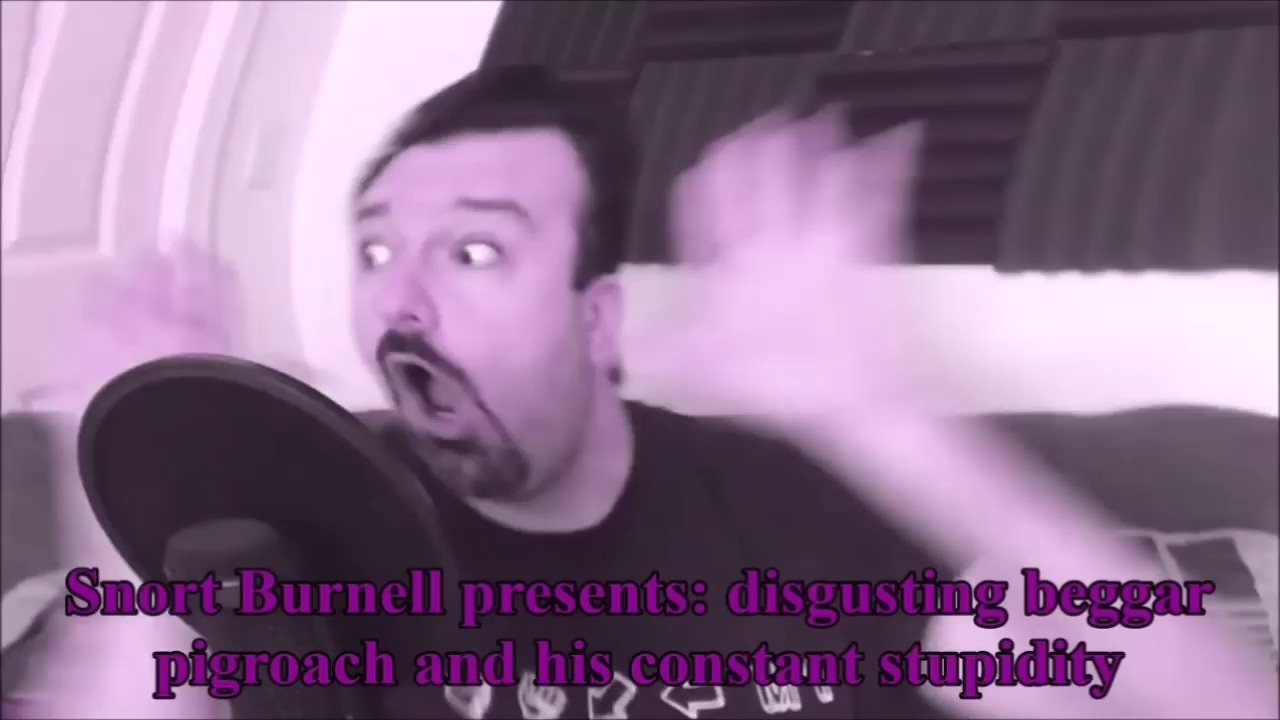 Snort Burnell presents: disgusting beggar
pigroach and his constant stupidity